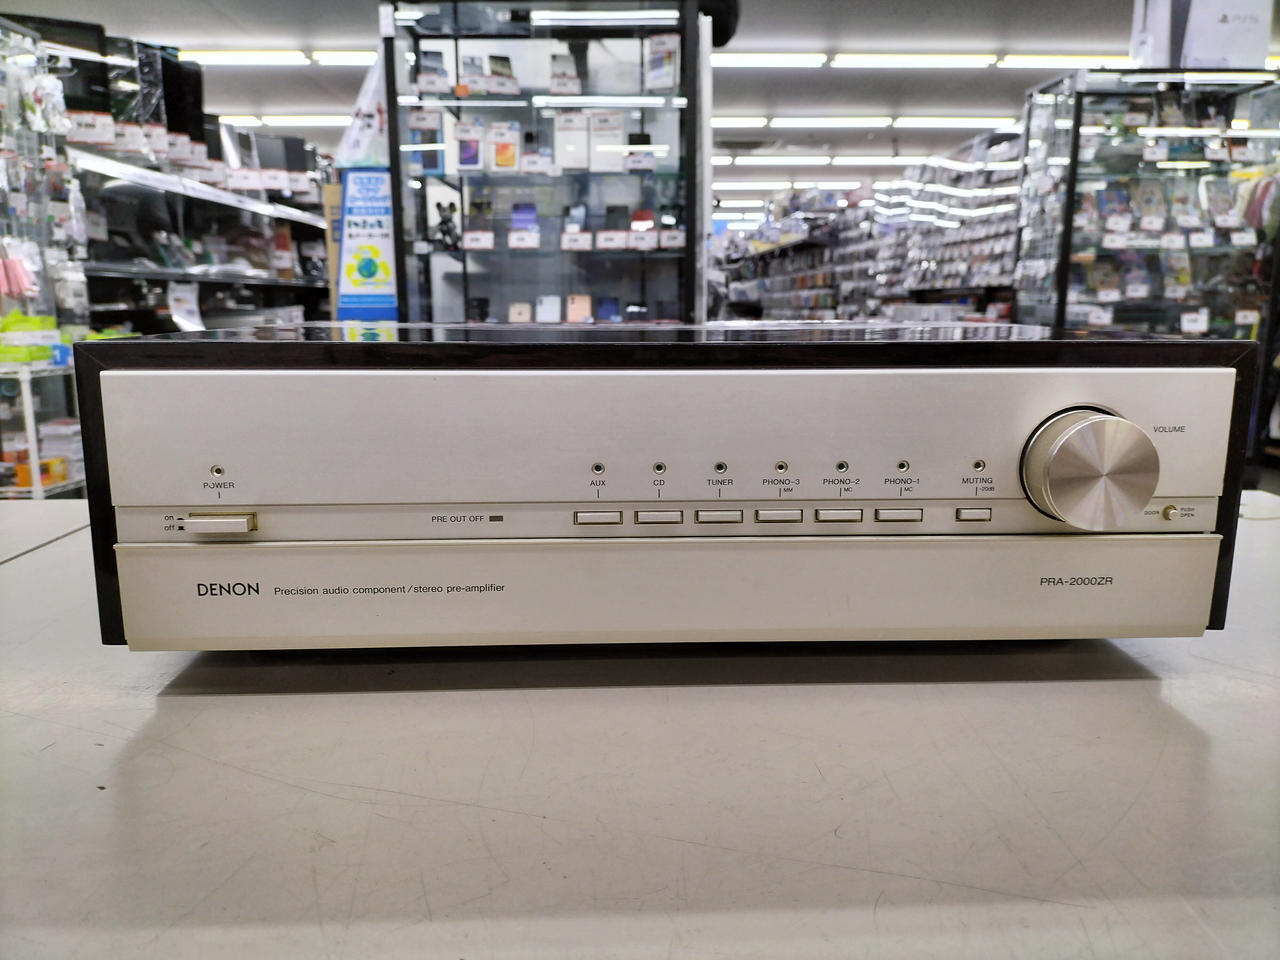 PS5
VOLUME
POWER
AUX CD TUNER PHONO-3 PHONO-2 PHONO-1 MUTING
MM MC MC -20dB
on
off
PRE OUT OFF
DOOR PUSH OPEN
DENON Precision audio component/stereo pre-amplifier
PRA-2000ZR